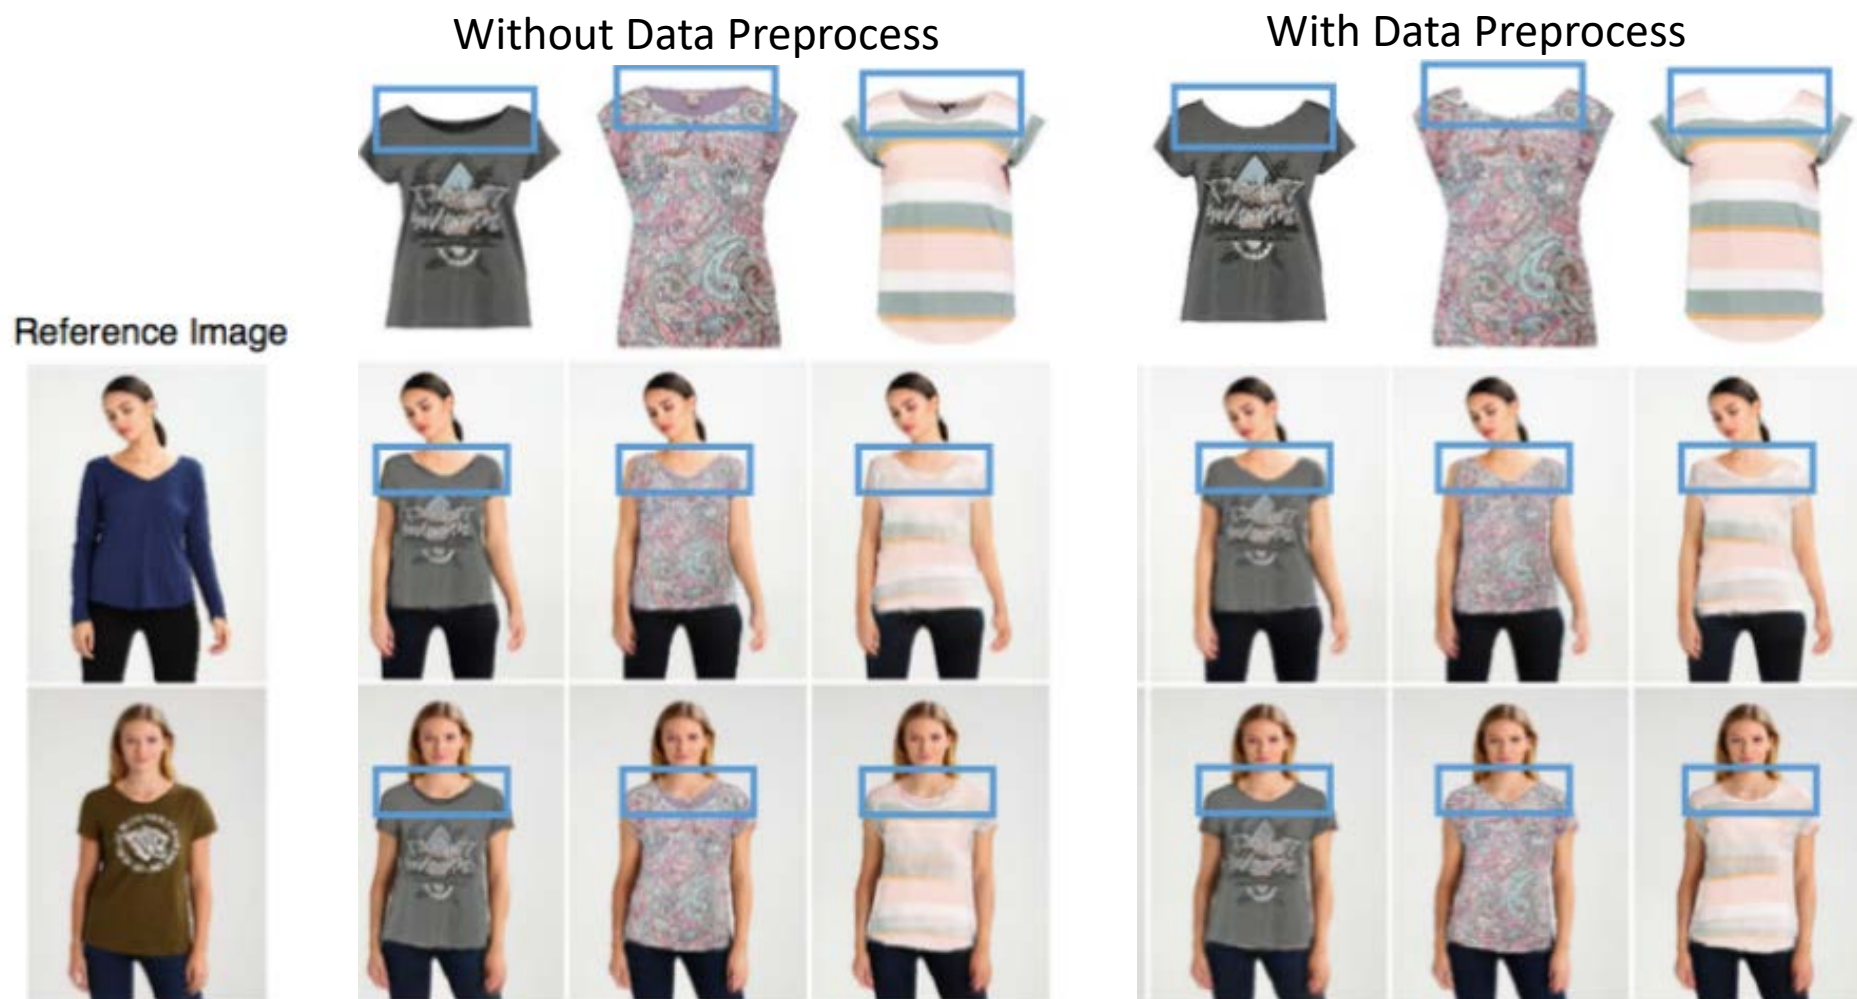 Without Data Preprocess
With Data Preprocess
Reference Image